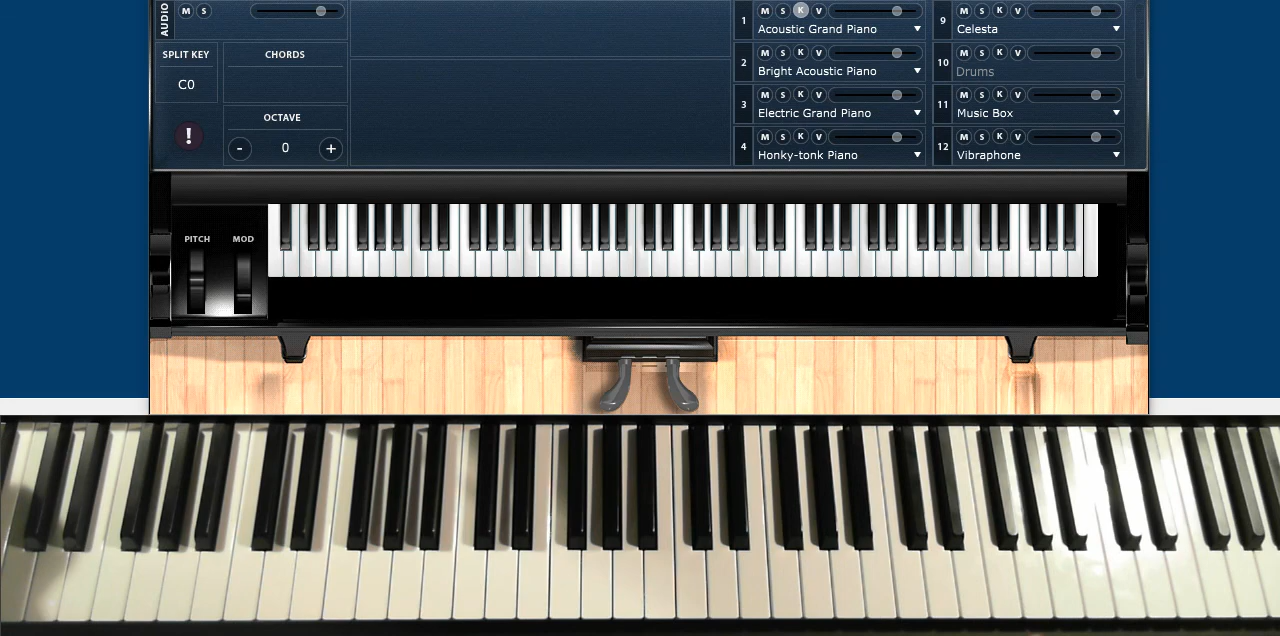 AUDIO
M S
SPLIT KEY
C0
!
CHORDS
OCTAVE
- 0 +
1
M S K V
Acoustic Grand Piano
2
M S K V
Bright Acoustic Piano
3
M S K V
Electric Grand Piano
4
M S K V
Honky-tonk Piano
9
M S K V
Celesta
10
M S K V
Drums
11
M S K V
Music Box
12
M S K V
Vibraphone
PITCH
MOD